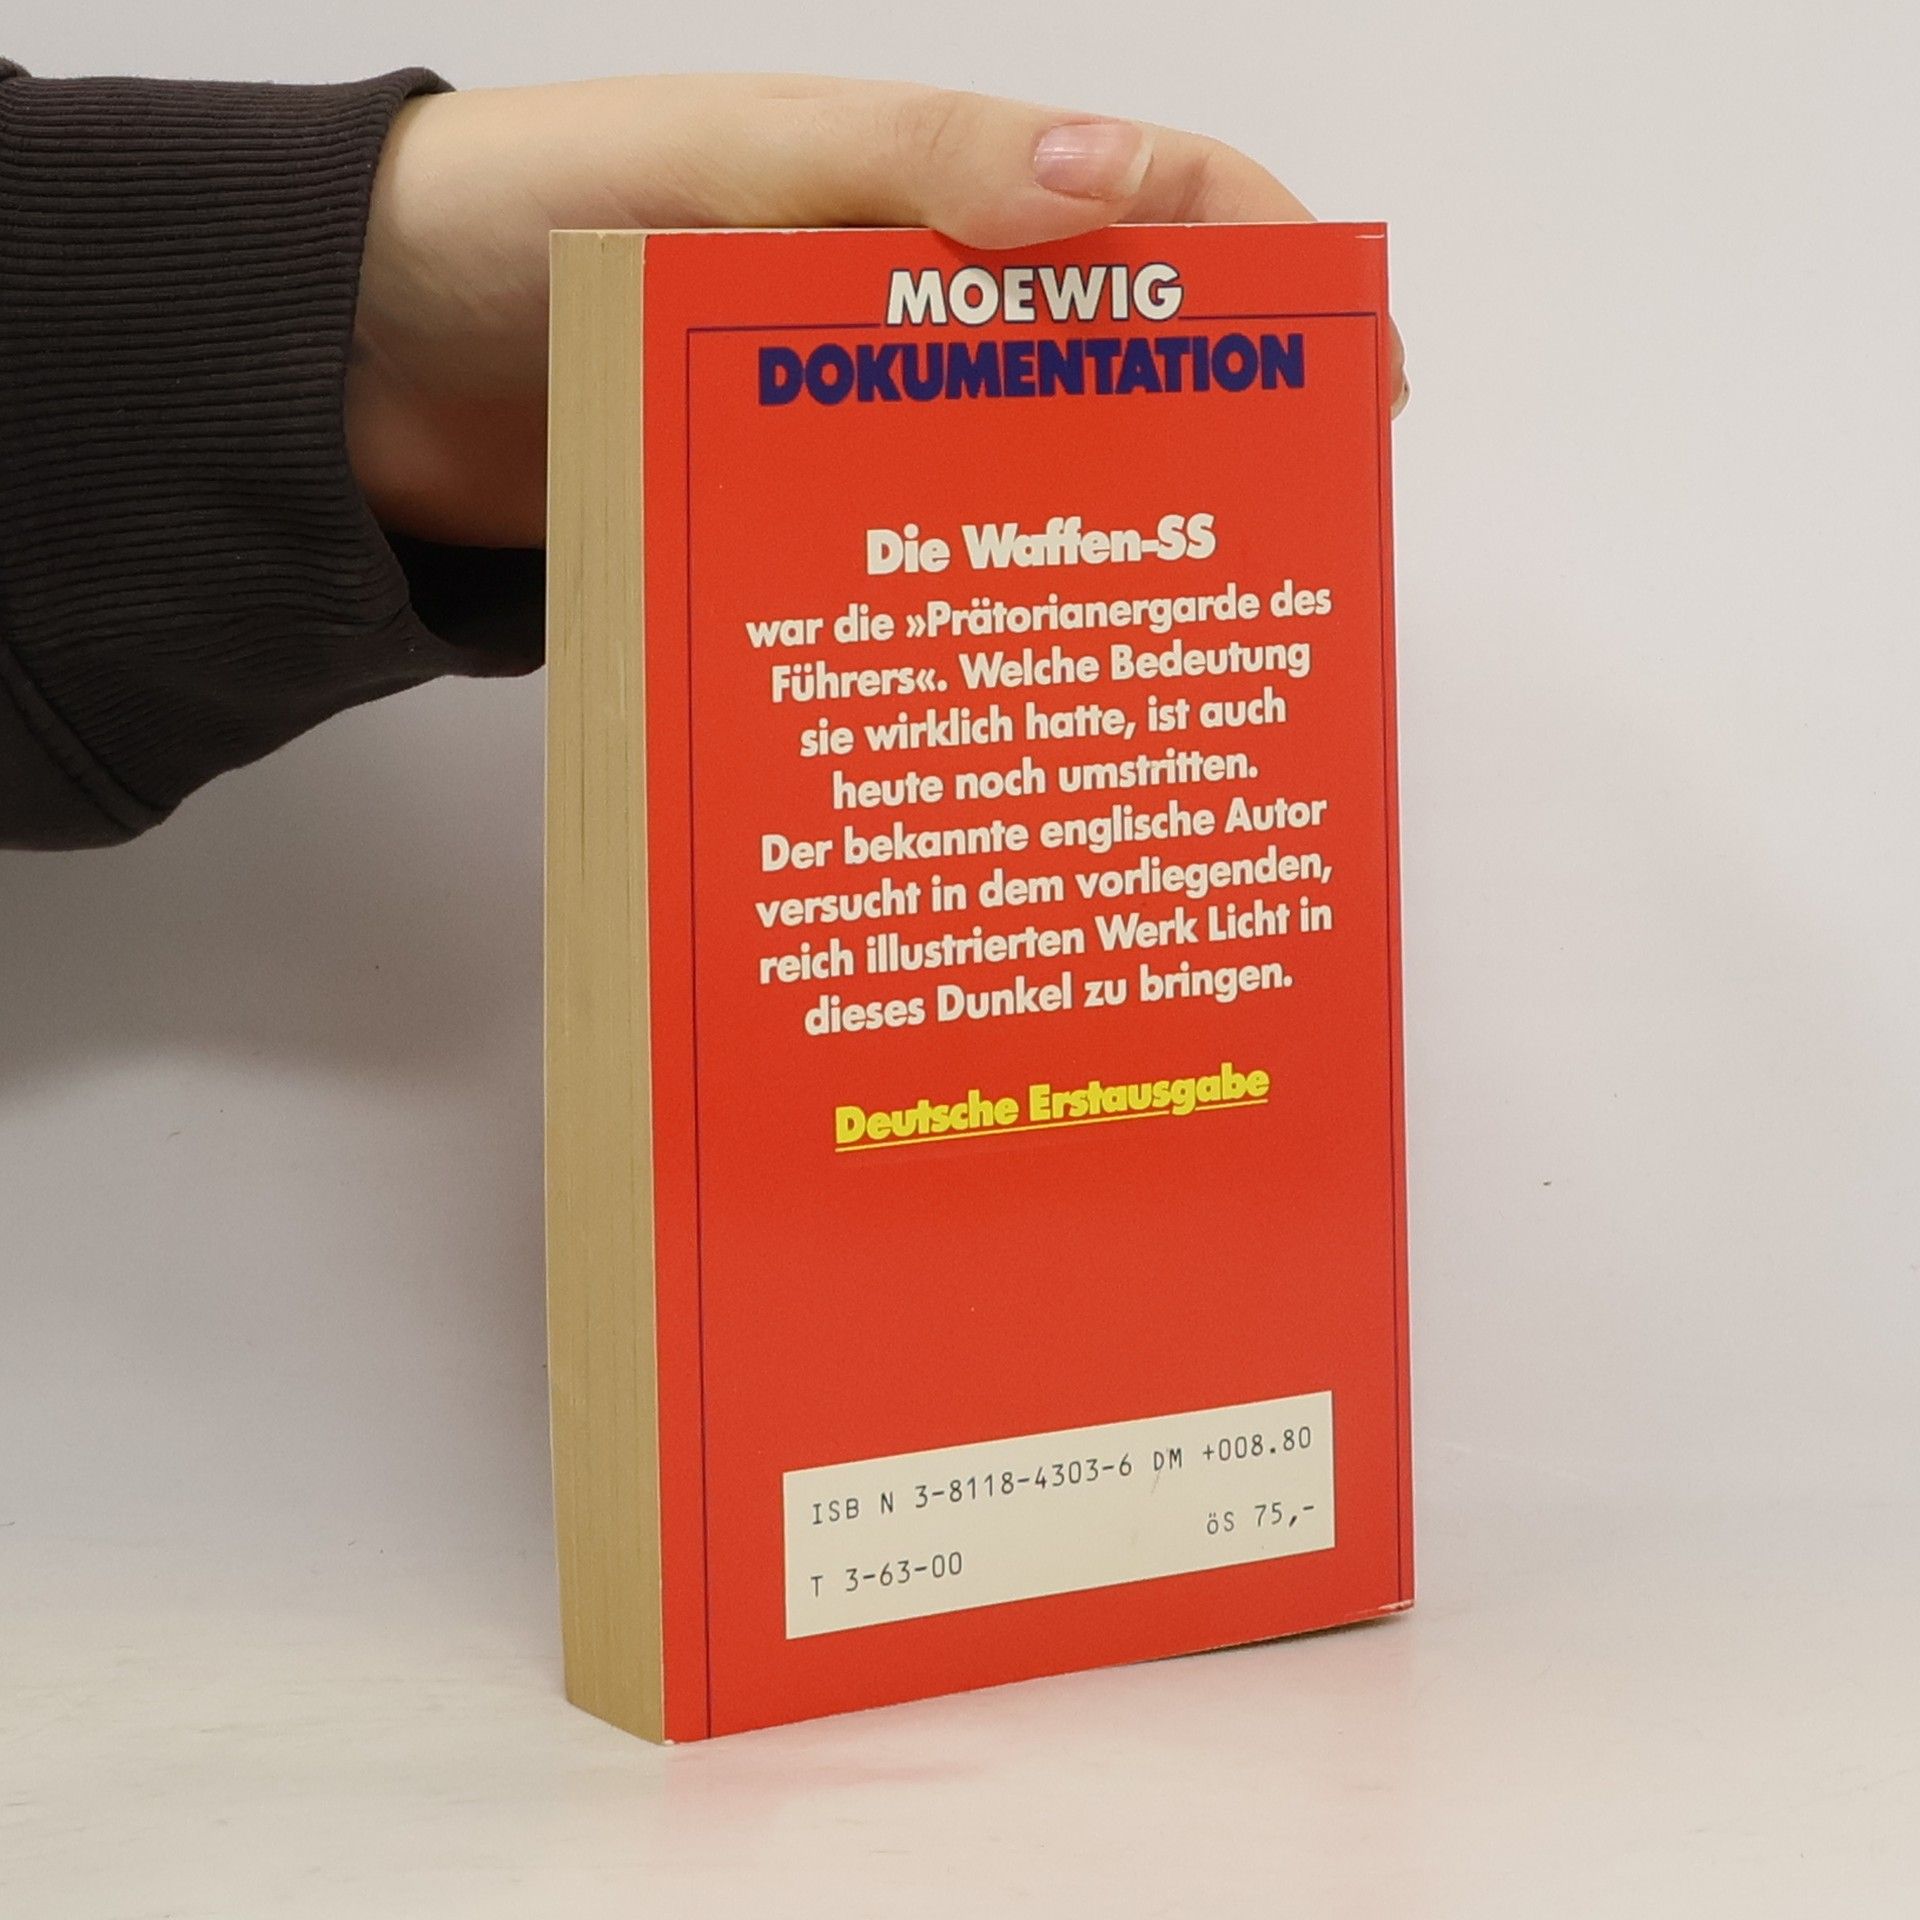 MOEWIG
DOKUMENTATION
Die Waffen-SS
war die »Prätorianergarde des
Führers«. Welche Bedeutung
sie wirklich hatte, ist auch
heute noch umstritten.
Der bekannte englische Autor
versucht in dem vorliegenden,
reich illustrierten Werk Licht in
dieses Dunkel zu bringen.
Deutsche Erstausgabe
ISB N 3-8118-4303-6 DM +008.80
öS 75,-
T 3-63-00